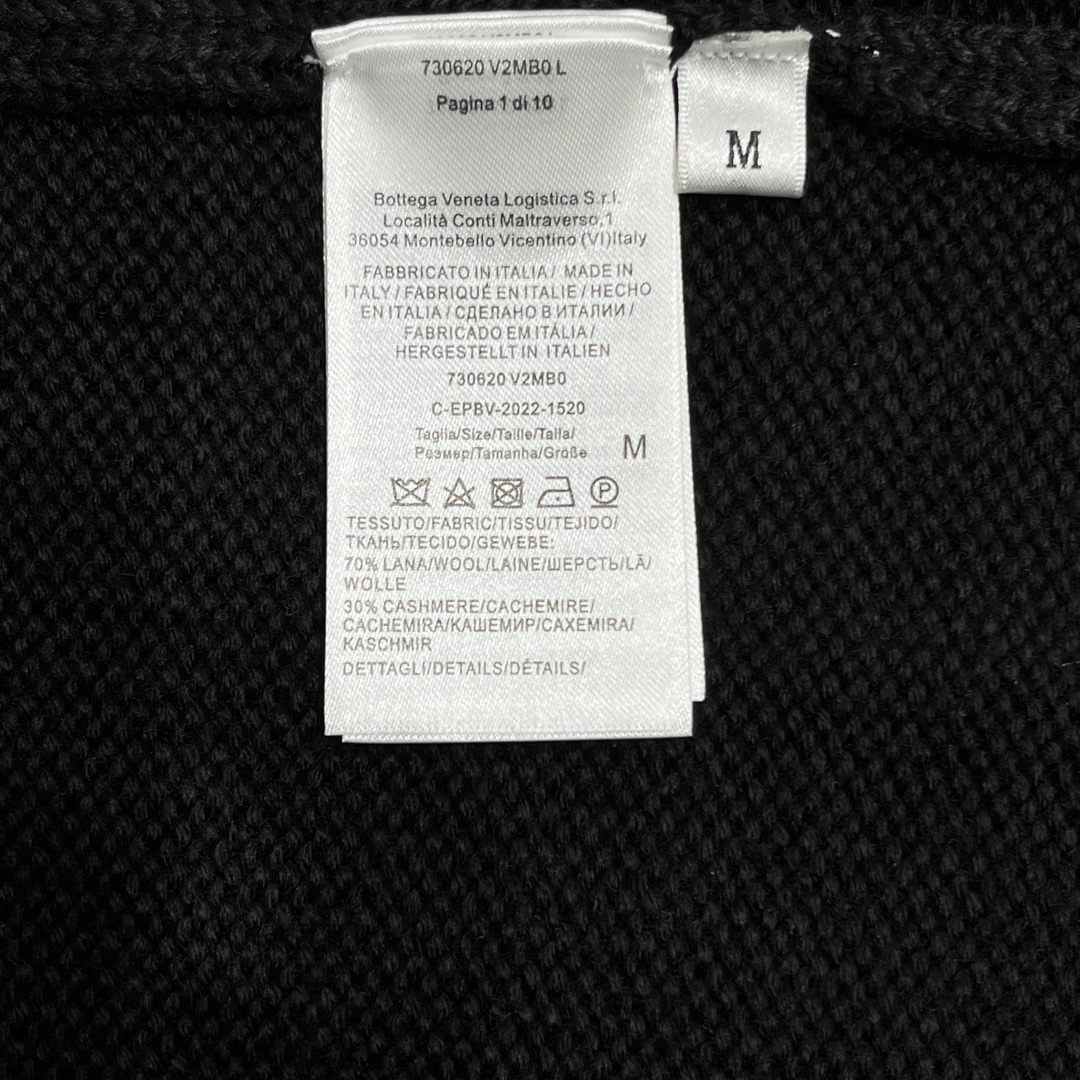 730620 V2MB0 L
Pagina 1 di 10
M
Bottega Veneta Logistica S.r.l.
Località Conti Maltraverso,1
36054 Montebello Vicentino (VI)Italy
FABBRICATO IN ITALIA / MADE IN
ITALY / FABRIQUÉ EN ITALIE / HECHO
EN ITALIA / СДЕЛАНО В ИТАЛИИ /
FABRICADO EM ITÁLIA /
HERGESTELLT IN ITALIEN
730620 V2MB0
C-EPBV-2022-1520
Taglia/Size/Taille/Talla/
Размер/Tamanha/Größe M
P
TESSUTO/FABRIC/TISSU/TEJIDO/
ТКАНЬ/TECIDO/GEWEBE:
70% LANA/WOOL/LAINE/ШЕРСТЬ/LÃ/
WOLLE
30% CASHMERE/CACHEMIRE/
CACHEMIRA/КАШЕМИР/CAXEMIRA/
KASCHMIR
DETTAGLI/DETAILS/DÉTAILS/